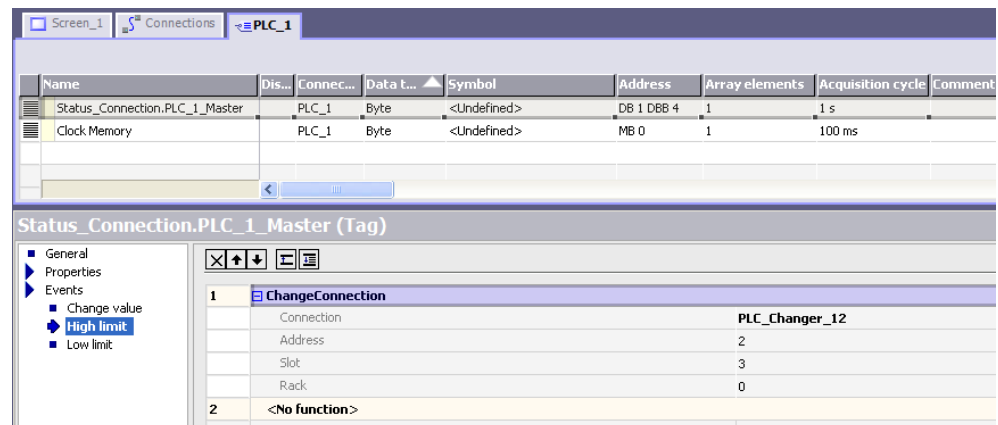 Screen_1 Connections PLC_1
Name Dis... Connec... Data t... Symbol Address Array elements Acquisition cycle Comment
Status_Connection.PLC_1_Master PLC_1 Byte <Undefined> DB 1 DBB 4 1 1 s
Clock Memory PLC_1 Byte <Undefined> MB 0 1 100 ms
Status_Connection.PLC_1_Master (Tag)
General
Properties
Events
Change value
High limit
Low limit
1 ChangeConnection
Connection PLC_Changer_12
Address 2
Slot 3
Rack 0
2 <No function>